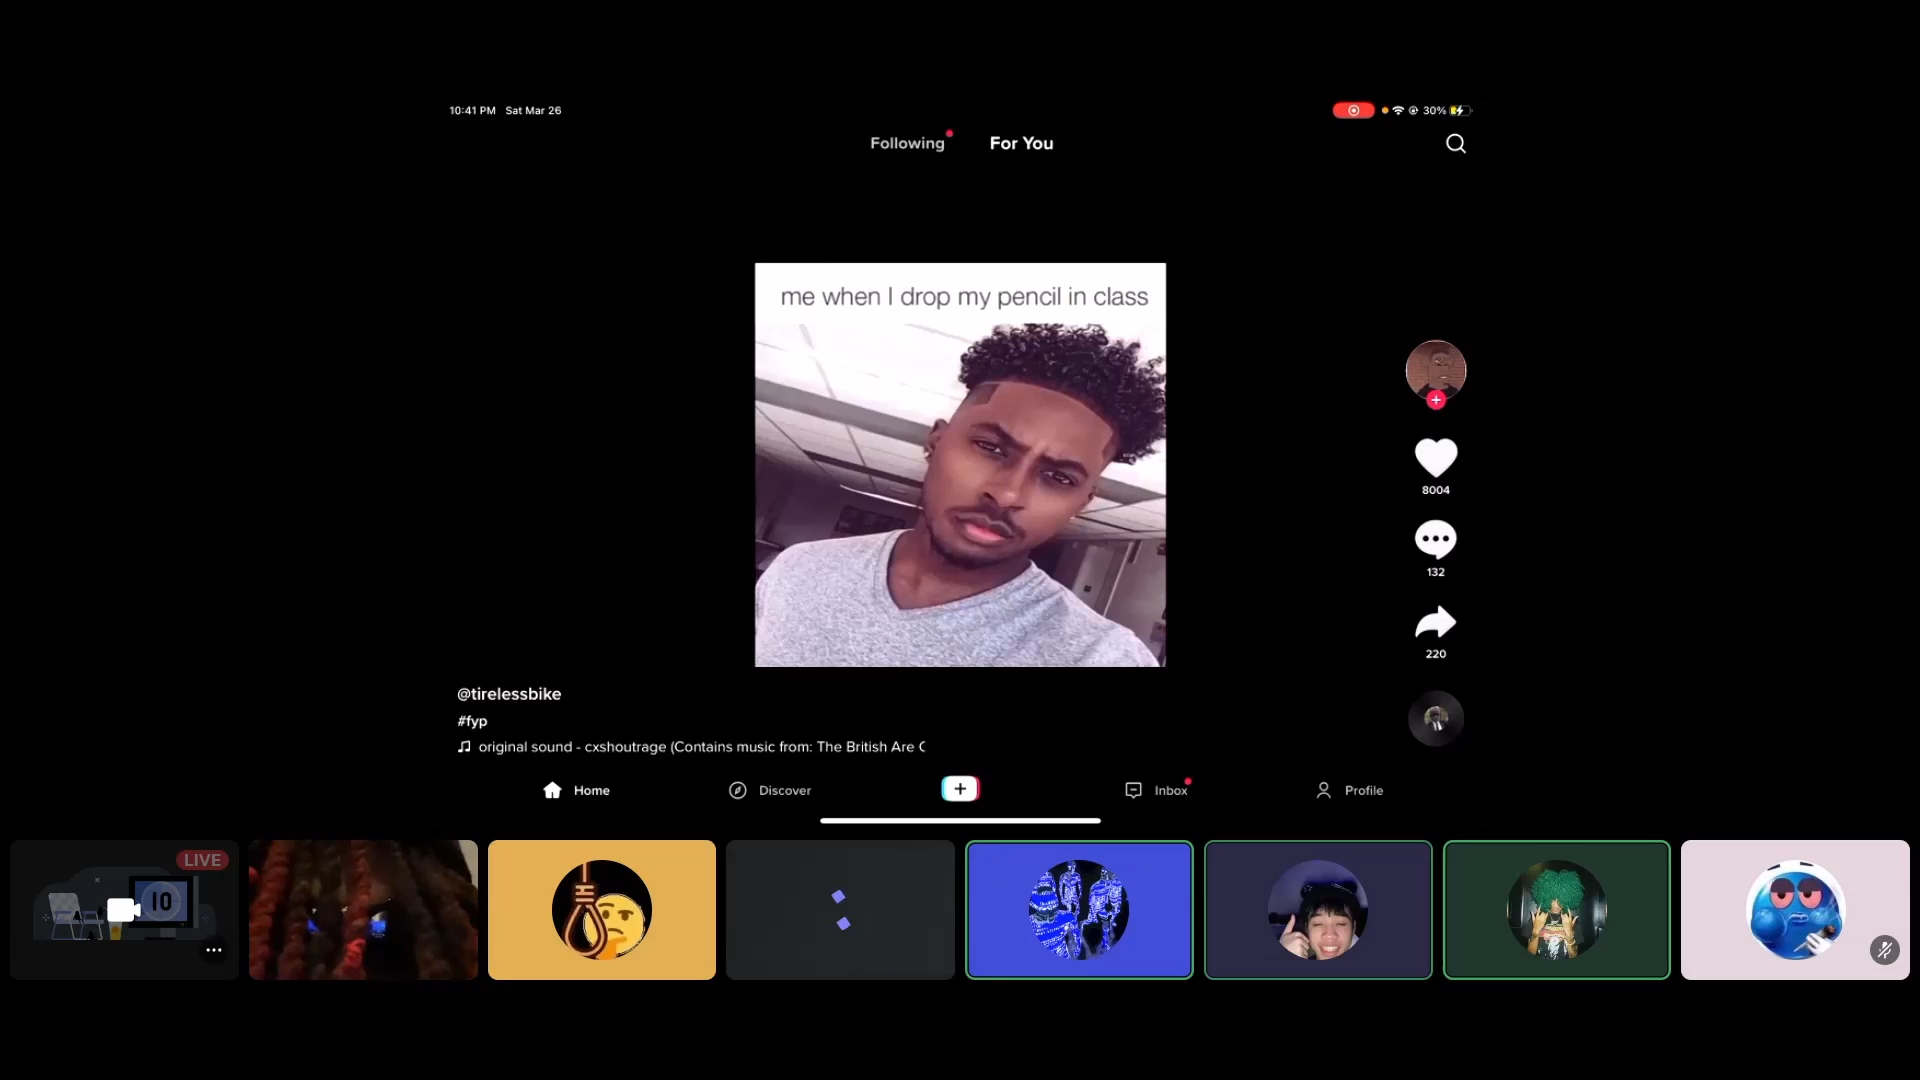 10:41 PM Sat Mar 26
30%
Following
For You
me when I drop my pencil in class
8004
132
220
@tirelessbike
#fyp
original sound - cxshoutrage (Contains music from: The British Are C
Home
Discover
Inbox
Profile
LIVE
10